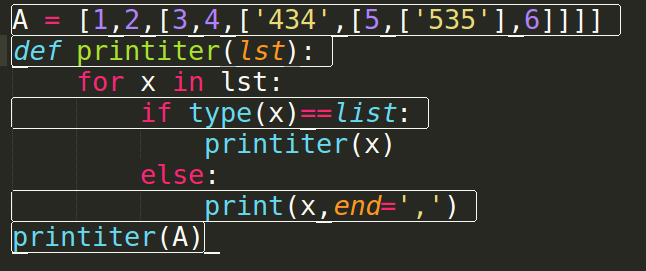 A = [1,2,[3,4,['434',[5,['535'],6]]]]
def printiter(lst):
    for x in lst:
        if type(x)==list:
            printiter(x)
        else:
            print(x,end=',')
printiter(A)